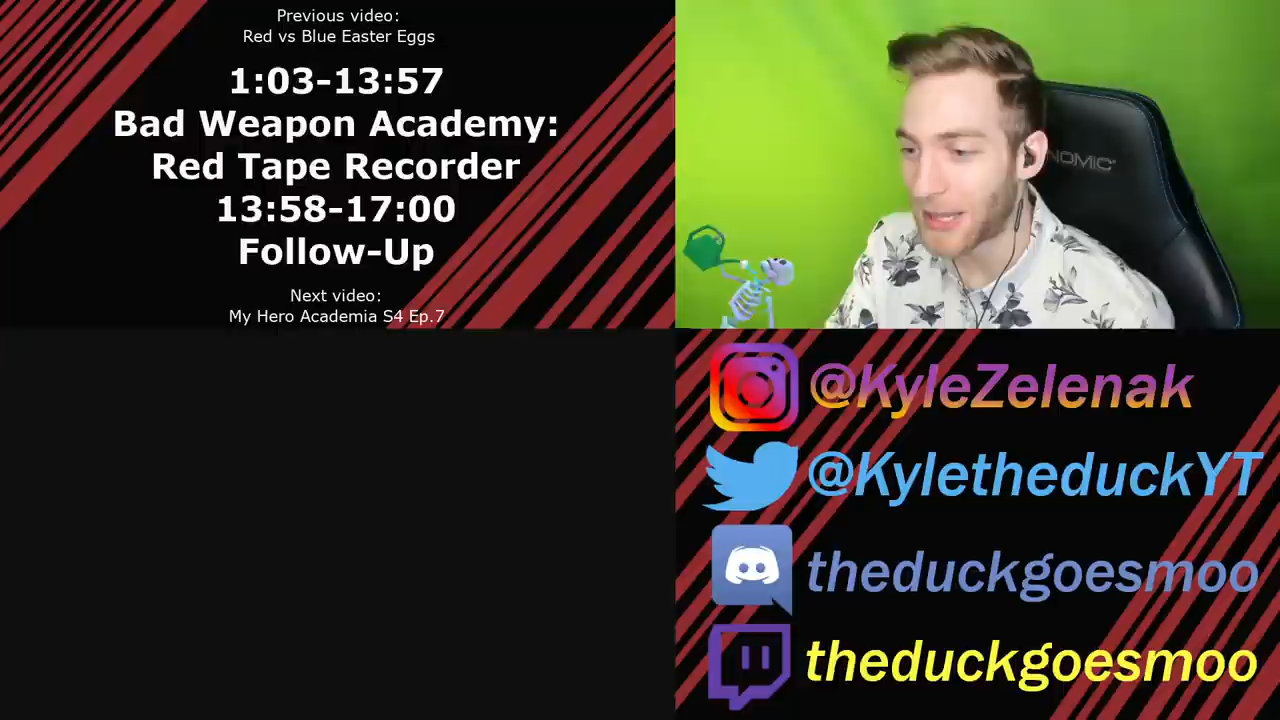 Previous video:
Red vs Blue Easter Eggs
1:03-13:57
Bad Weapon Academy:
Red Tape Recorder
13:58-17:00
Follow-Up
Next video:
My Hero Academia S4 Ep.7
NOMIC
@KyleZelenak
@KyletheduckYT
theduckgoesmoo
theduckgoesmoo